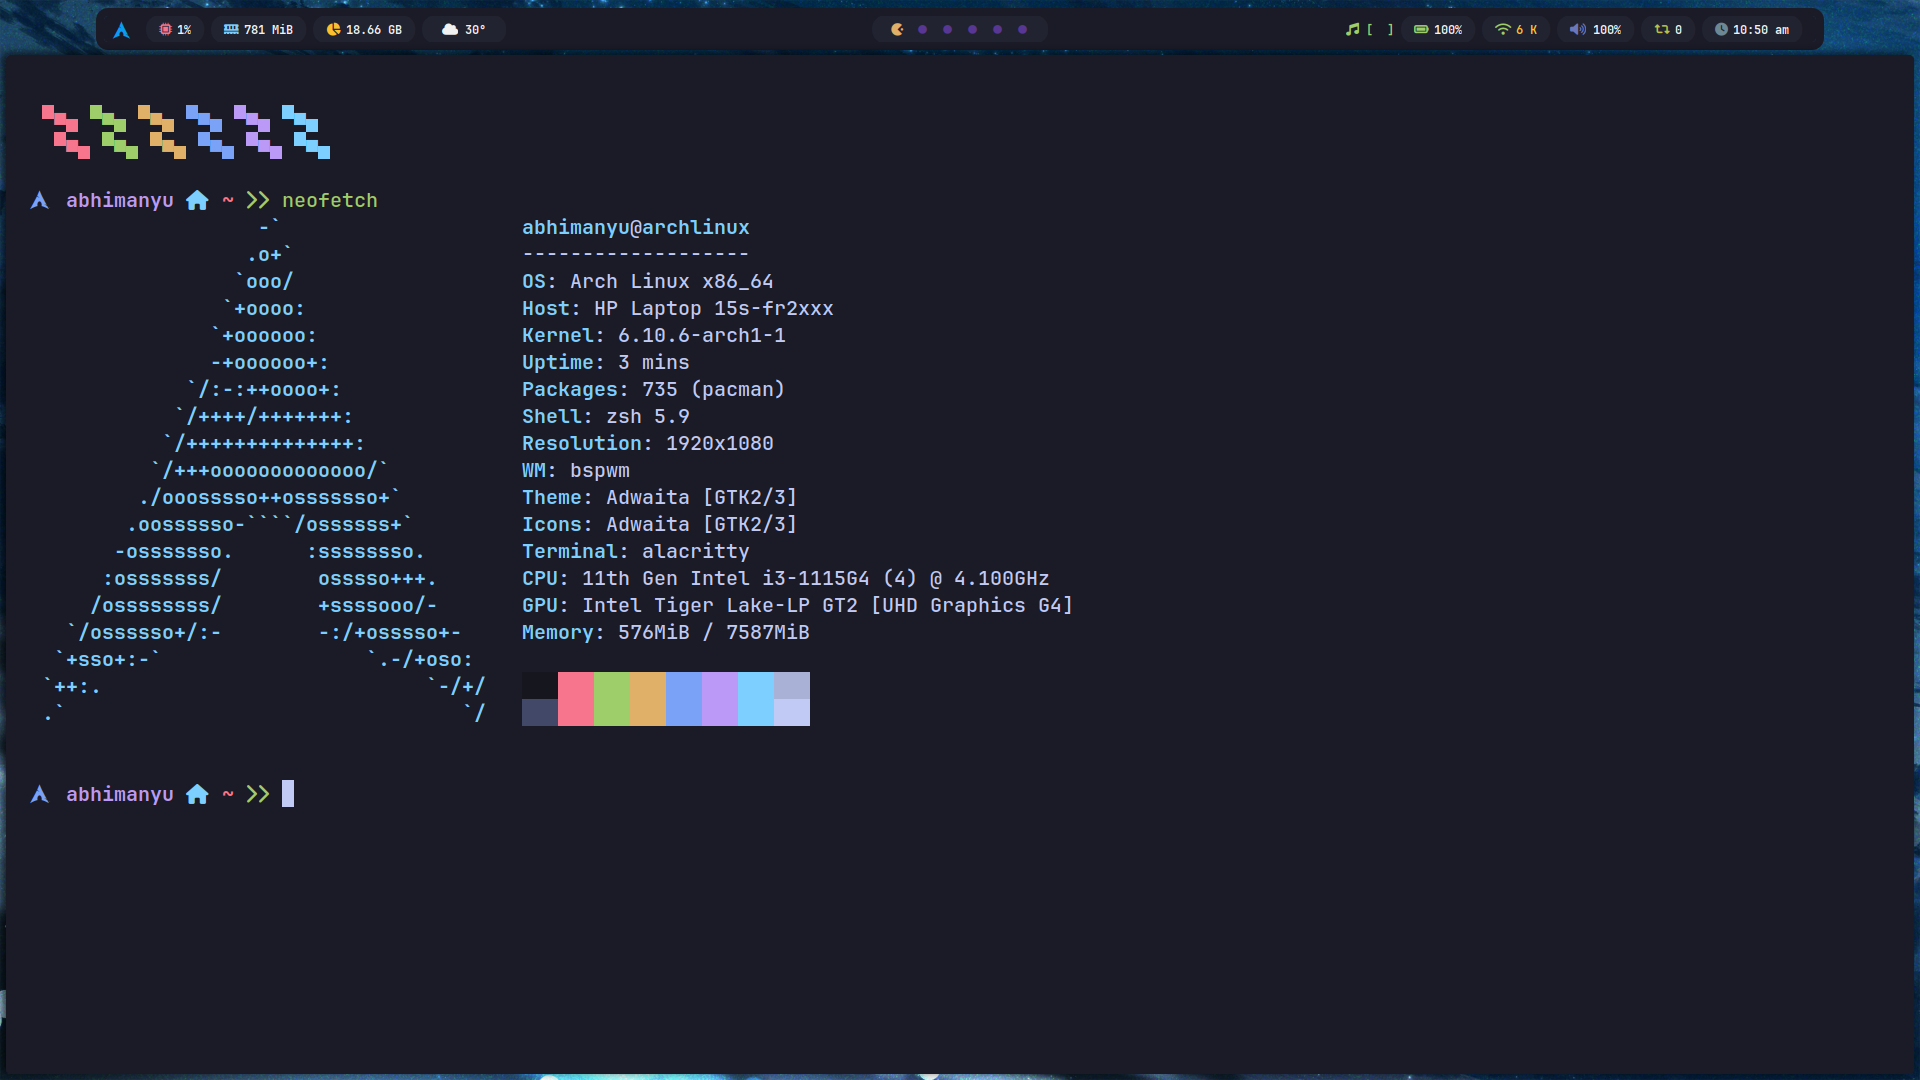 1% 781 MiB 18.66 GB 30° [ ] 100% 6 K 100% 0 10:50 am
abhimanyu ~ >> neofetch
-`
.o+`
`ooo/
`+oooo:
`+oooooo:
-+oooooo+:
`/:-:++oooo+:
`/++++/+++++++:
`/++++++++++++++:
`/+++ooooooooooooo/`
./ooosssso++osssssso+`
.oossssso-````/ossssss+`
-osssssso. :ssssssso.
:osssssss/ osssso+++.
/ossssssss/ +ssssooo/-
`/ossssso+/:- -:/+osssso+-
`+sso+:-` `.-/+oso:
`++:. `-/+/
.` `/
abhimanyu@archlinux
-------------------
OS: Arch Linux x86_64
Host: HP Laptop 15s-fr2xxx
Kernel: 6.10.6-arch1-1
Uptime: 3 mins
Packages: 735 (pacman)
Shell: zsh 5.9
Resolution: 1920x1080
WM: bspwm
Theme: Adwaita [GTK2/3]
Icons: Adwaita [GTK2/3]
Terminal: alacritty
CPU: 11th Gen Intel i3-1115G4 (4) @ 4.100GHz
GPU: Intel Tiger Lake-LP GT2 [UHD Graphics G4]
Memory: 576MiB / 7587MiB
abhimanyu ~ >>